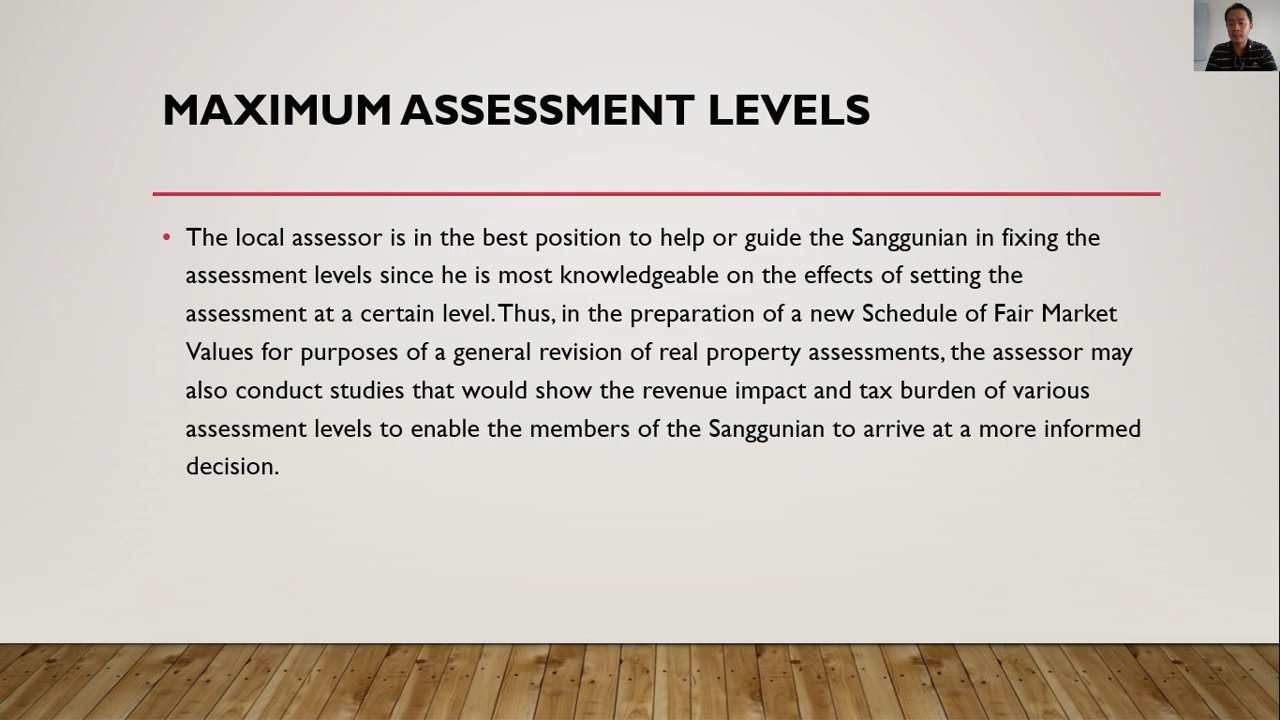 MAXIMUM ASSESSMENT LEVELS
• The local assessor is in the best position to help or guide the Sanggunian in fixing the
assessment levels since he is most knowledgeable on the effects of setting the
assessment at a certain level. Thus, in the preparation of a new Schedule of Fair Market
Values for purposes of a general revision of real property assessments, the assessor may
also conduct studies that would show the revenue impact and tax burden of various
assessment levels to enable the members of the Sanggunian to arrive at a more informed
decision.